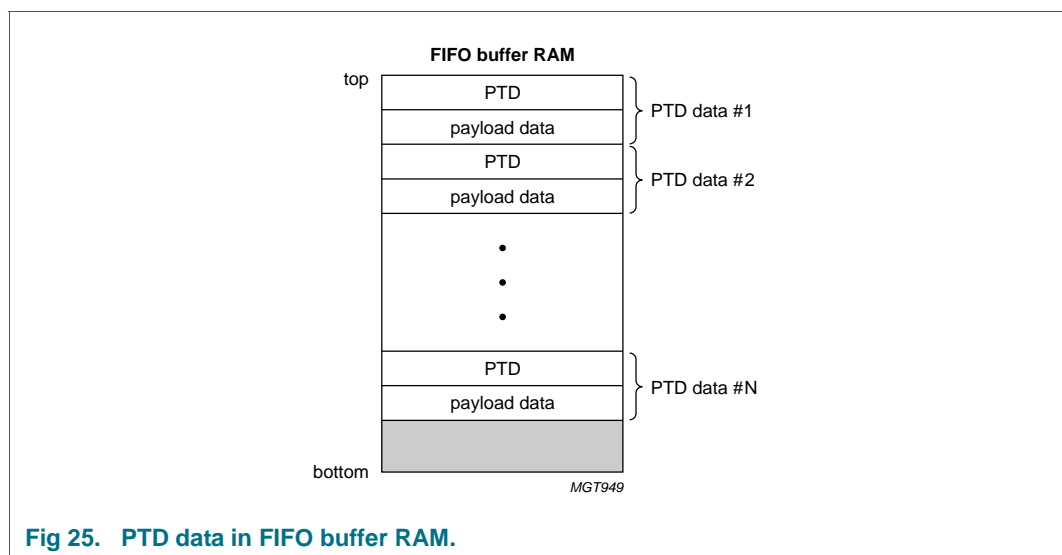 FIFO buffer RAM
top
PTD
payload data
PTD data #1
PTD
payload data
PTD data #2
PTD
payload data
PTD data #N
bottom
MGT949
Fig 25. PTD data in FIFO buffer RAM.